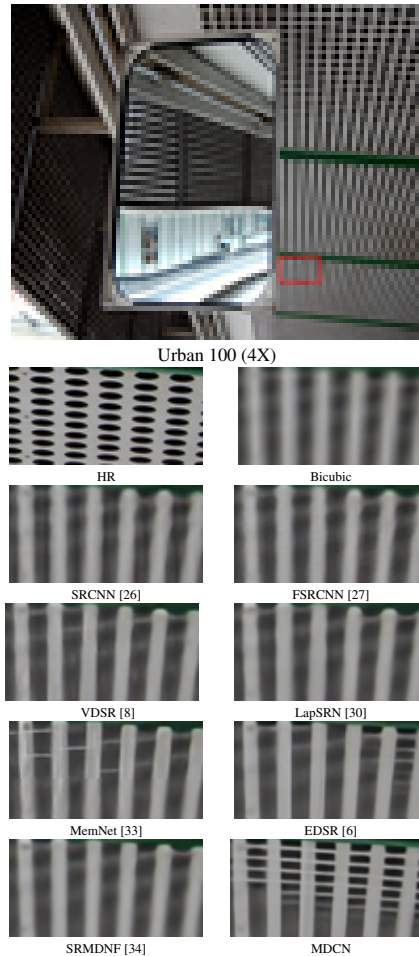 Urban 100 (4X)
HR
Bicubic
SRCNN [26]
FSRCNN [27]
VDSR [8]
LapSRN [30]
MemNet [33]
EDSR [6]
SRMDNF [34]
MDCN